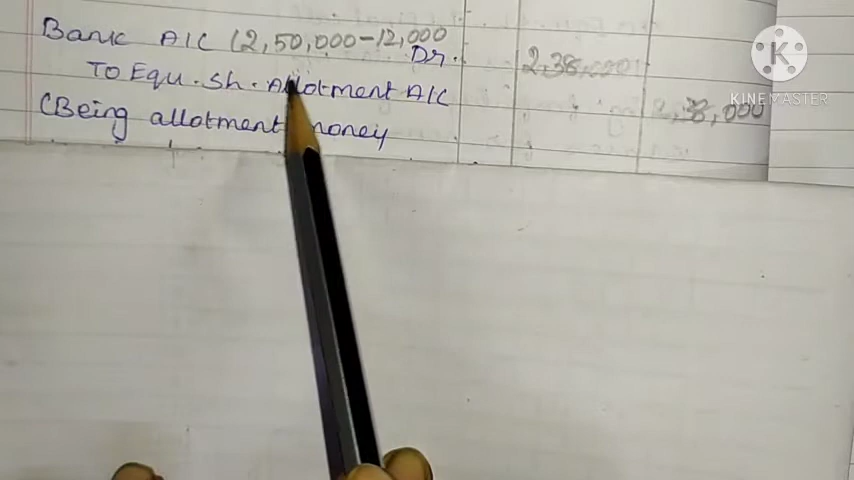 Bank A/C (2,50,000-12,000
Dr. 2,38,000
To Equ. Sh. Allotment A/C 2,38,000
(Being allotment money
KINEMASTER